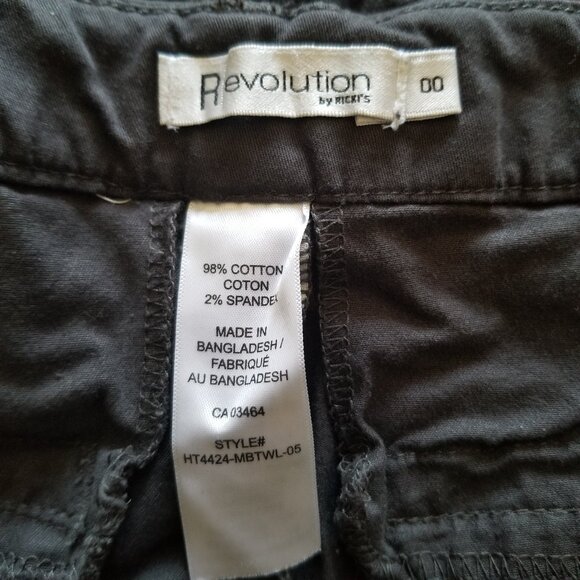 Revolution
by RICKI'S
00
98% COTTON
COTON
2% SPANDEX
MADE IN
BANGLADESH /
FABRIQUÉ
AU BANGLADESH
CA 03464
STYLE#
HT4424-MBTWL-05